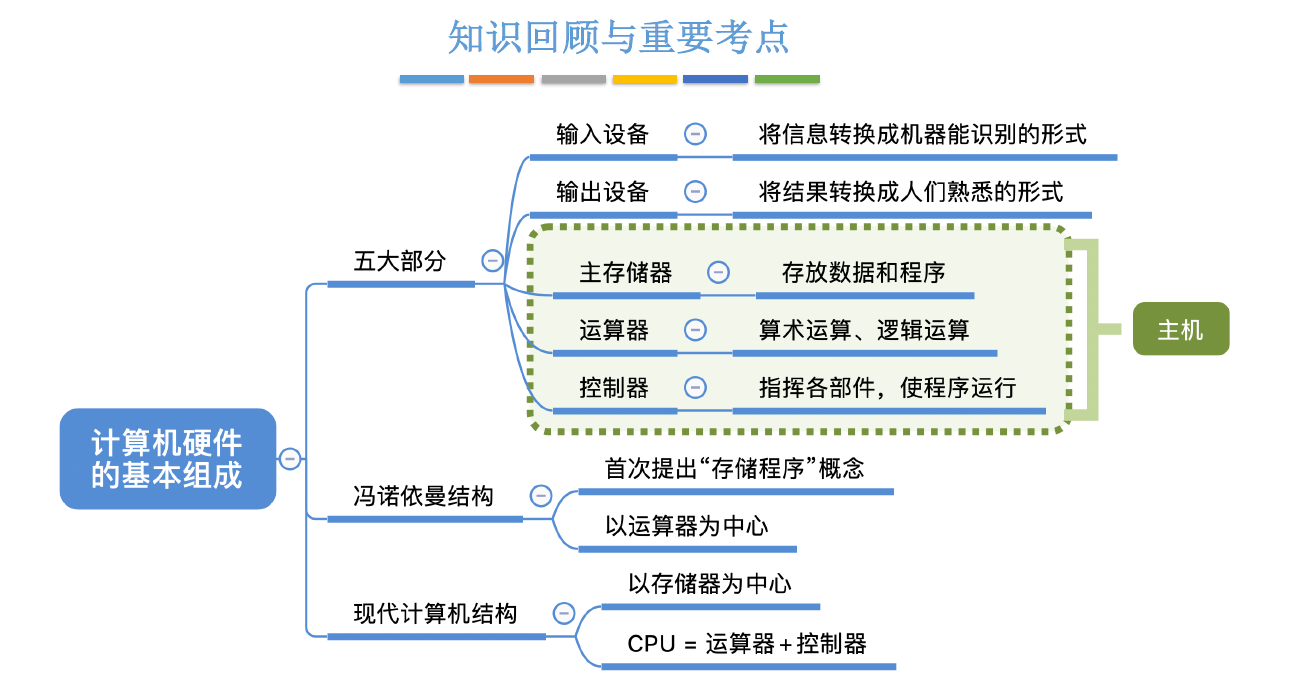 知识回顾与重要考点
输入设备
将信息转换成机器能识别的形式
输出设备
将结果转换成人们熟悉的形式
五大部分
主存储器
存放数据和程序
运算器
算术运算、逻辑运算
主机
控制器
指挥各部件，使程序运行
计算机硬件
的基本组成
冯诺依曼结构
首次提出“存储程序”概念
以运算器为中心
现代计算机结构
以存储器为中心
CPU = 运算器+控制器